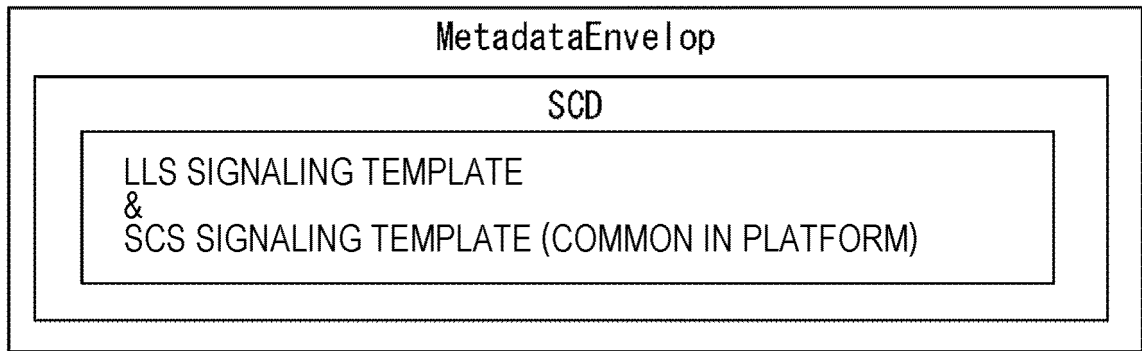 MetadataEnvelop
SCD
LLS SIGNALING TEMPLATE
&
SCS SIGNALING TEMPLATE (COMMON IN PLATFORM)